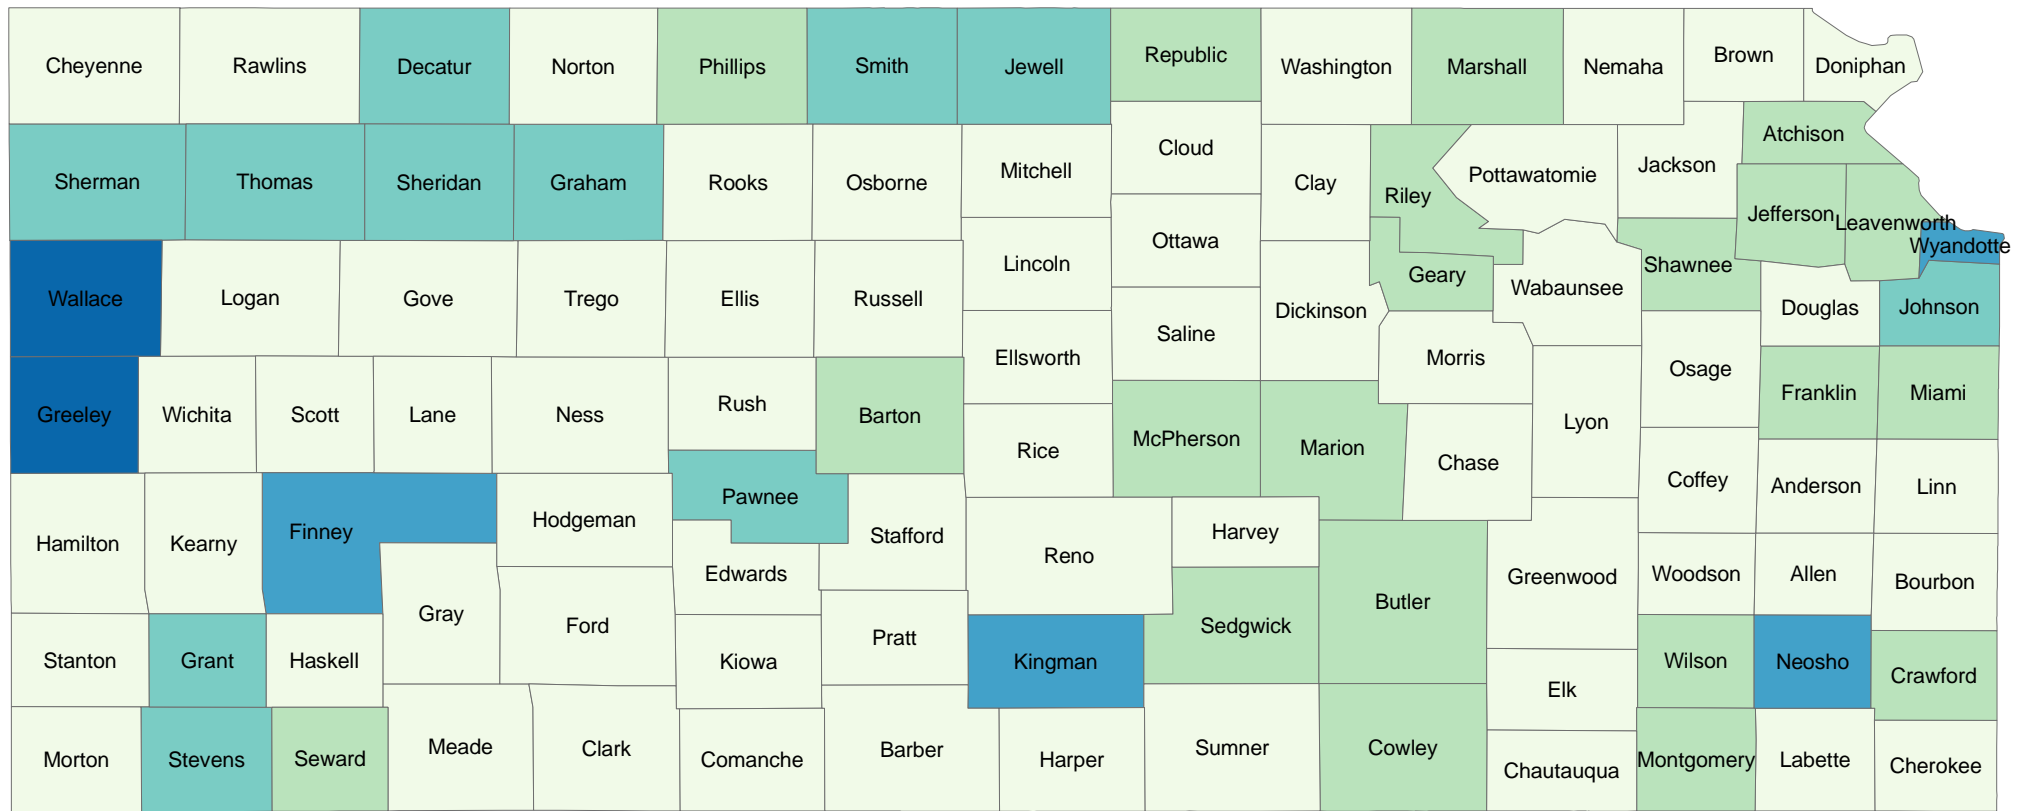 Cheyenne
Rawlins
Decatur
Norton
Phillips
Smith
Jewell
Republic
Washington
Marshall
Nemaha
Brown
Doniphan
Sherman
Thomas
Sheridan
Graham
Rooks
Osborne
Mitchell
Cloud
Clay
Riley
Pottawatomie
Jackson
Atchison
Jefferson
Leavenworth
Wyandotte
Wallace
Logan
Gove
Trego
Ellis
Russell
Lincoln
Ottawa
Saline
Dickinson
Geary
Wabaunsee
Shawnee
Douglas
Johnson
Greeley
Wichita
Scott
Lane
Ness
Rush
Barton
Ellsworth
Rice
McPherson
Marion
Morris
Chase
Lyon
Osage
Franklin
Miami
Coffey
Anderson
Linn
Hamilton
Kearny
Finney
Hodgeman
Pawnee
Stafford
Edwards
Reno
Harvey
Butler
Greenwood
Woodson
Allen
Bourbon
Gray
Ford
Kiowa
Pratt
Kingman
Sedgwick
Stanton
Grant
Haskell
Elk
Wilson
Neosho
Crawford
Morton
Stevens
Seward
Meade
Clark
Comanche
Barber
Harper
Sumner
Cowley
Chautauqua
Montgomery
Labette
Cherokee